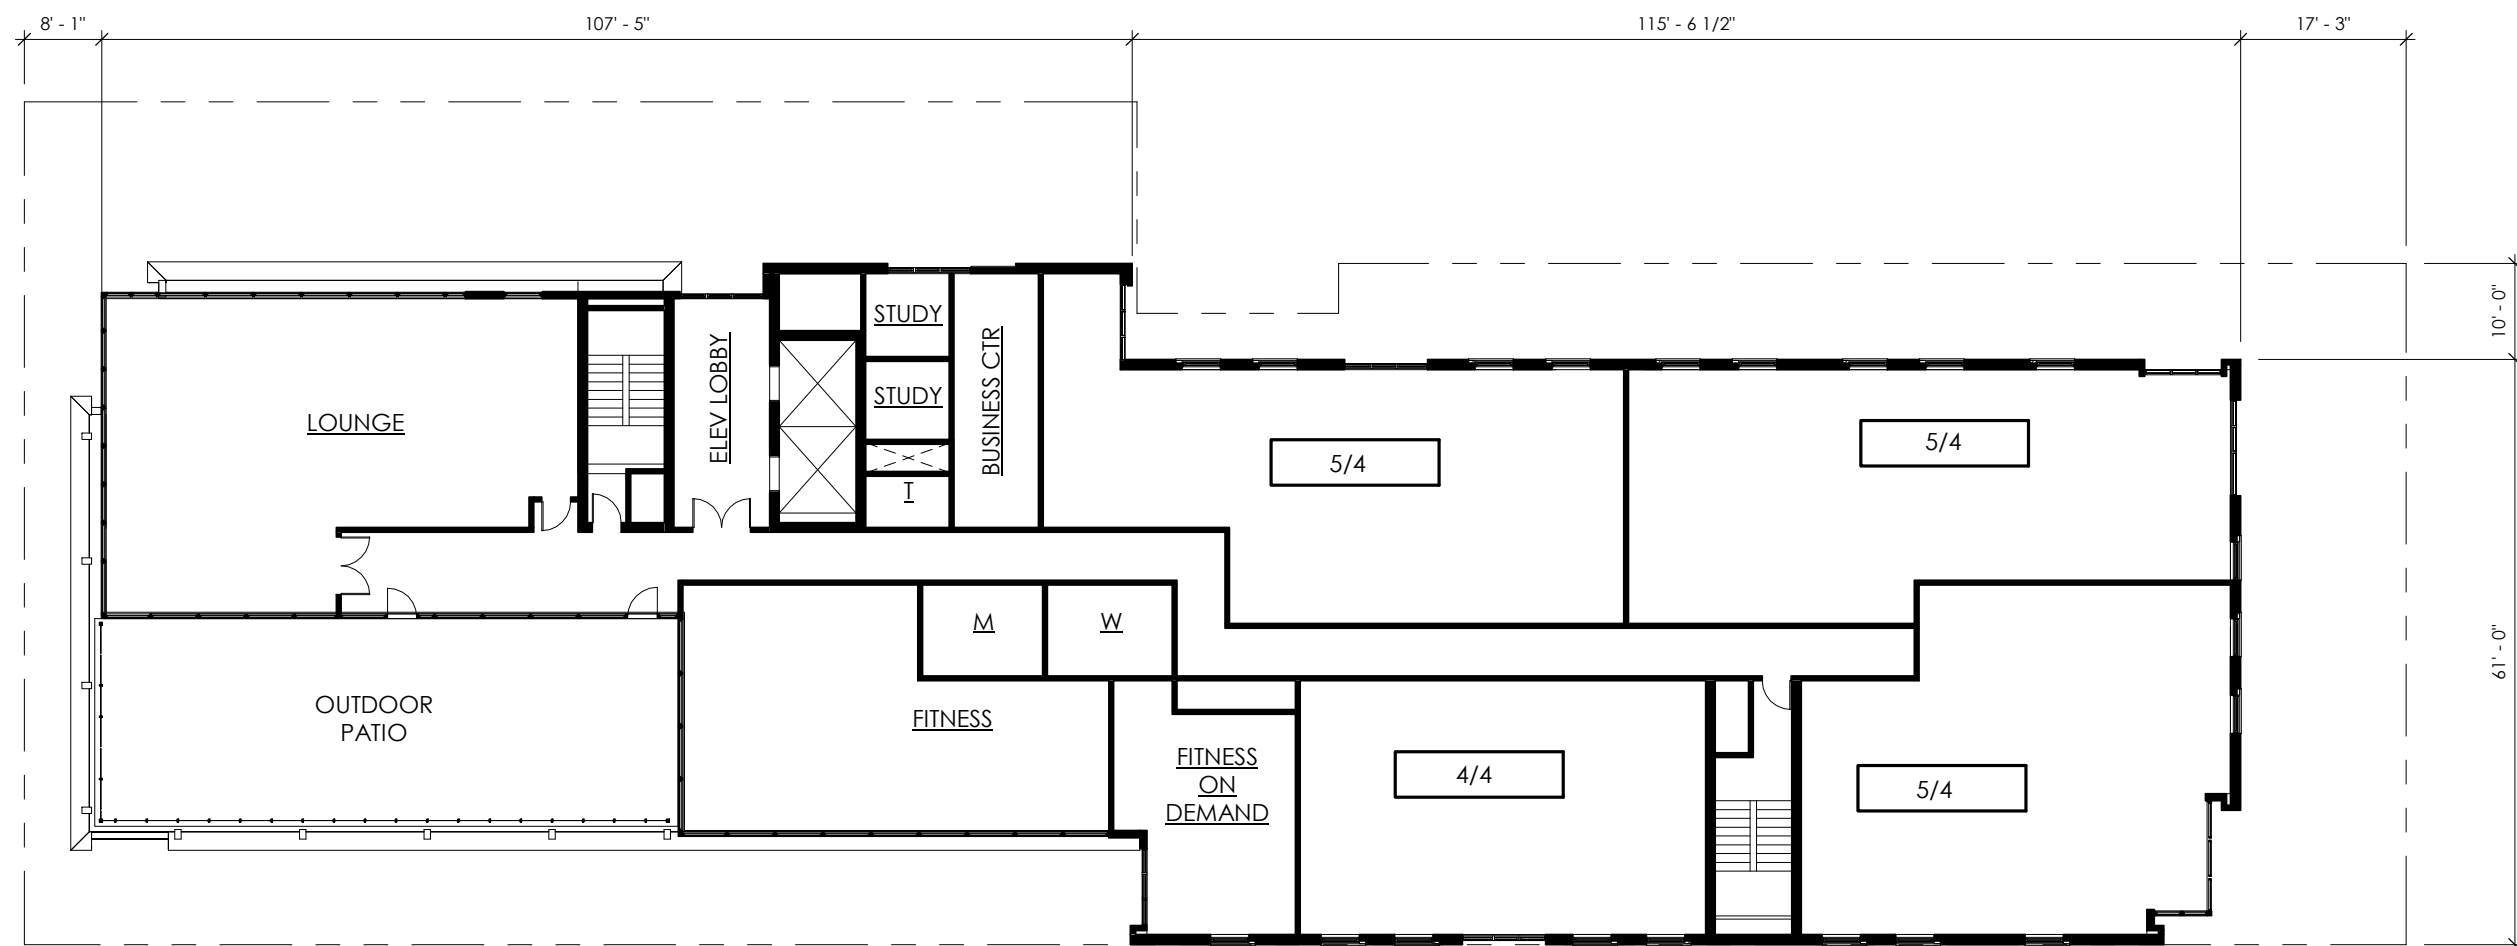 8' - 1"
107' - 5"
115' - 6 1/2"
17' - 3"
10' - 0"
61' - 0"
LOUNGE
ELEV LOBBY
STUDY
STUDY
T
BUSINESS CTR
5/4
5/4
M
W
OUTDOOR
PATIO
FITNESS
FITNESS
ON
DEMAND
4/4
5/4